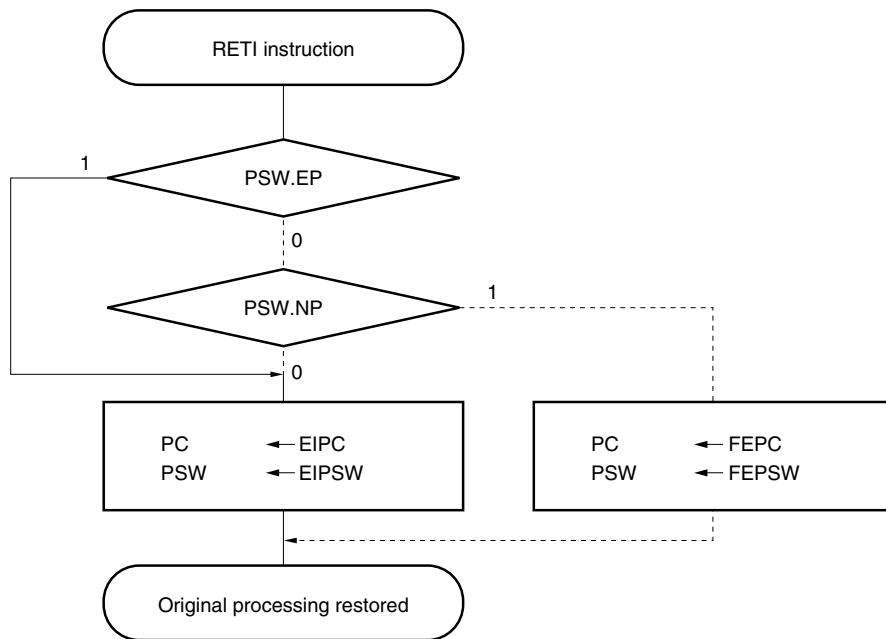 RETI instruction
1
PSW.EP
0
PSW.NP
1
0
PC ← EIPC
PSW ← EIPSW
PC ← FEPC
PSW ← FEPSW
Original processing restored